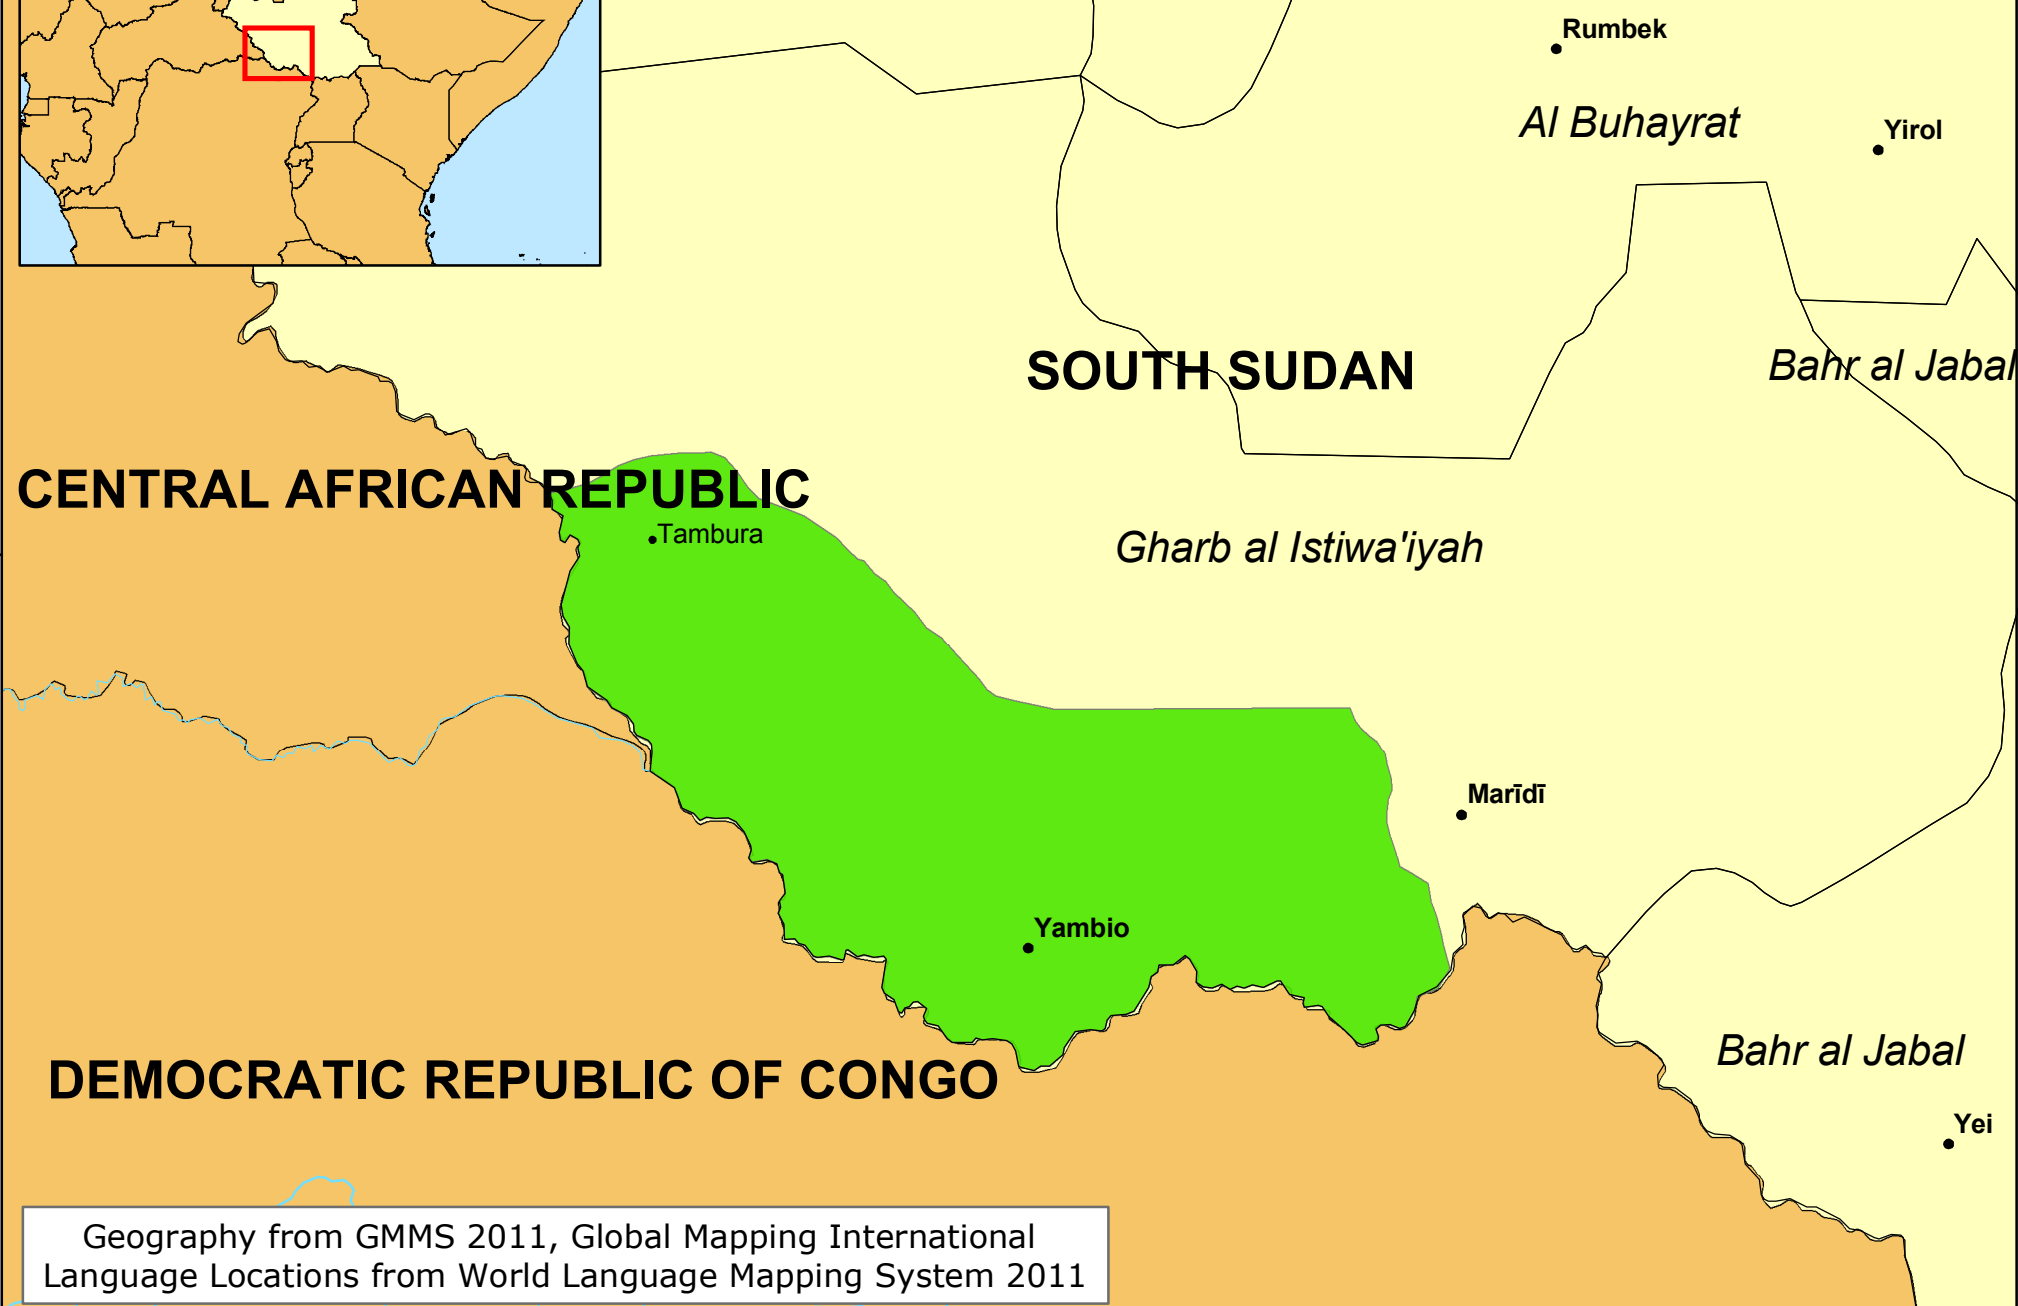 Rumbek
Al Buhayrat
Yirol
SOUTH SUDAN
Bahr al Jabal
CENTRAL AFRICAN REPUBLIC
Tambura
Gharb al Istiwa'iyah
Marīdī
Yambio
DEMOCRATIC REPUBLIC OF CONGO
Bahr al Jabal
Yei
Geography from GMMS 2011, Global Mapping International
Language Locations from World Language Mapping System 2011